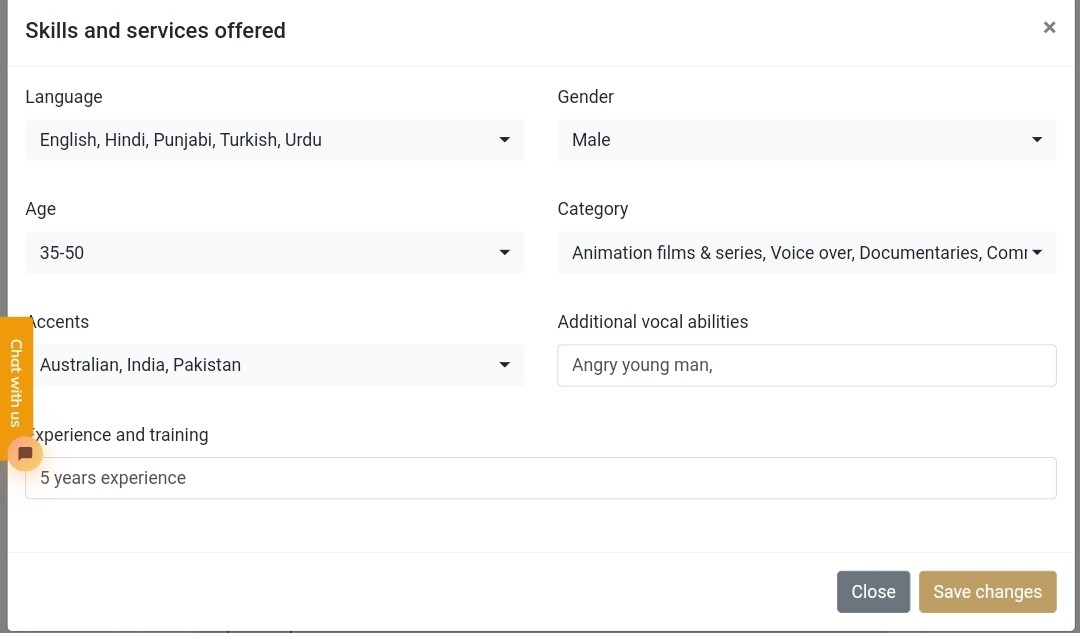 Skills and services offered
×
Language
Gender
English, Hindi, Punjabi, Turkish, Urdu
Male
Age
Category
35-50
Animation films & series, Voice over, Documentaries, Com
Accents
Additional vocal abilities
Australian, India, Pakistan
Angry young man,
Chat with us
Experience and training
5 years experience
Close
Save changes